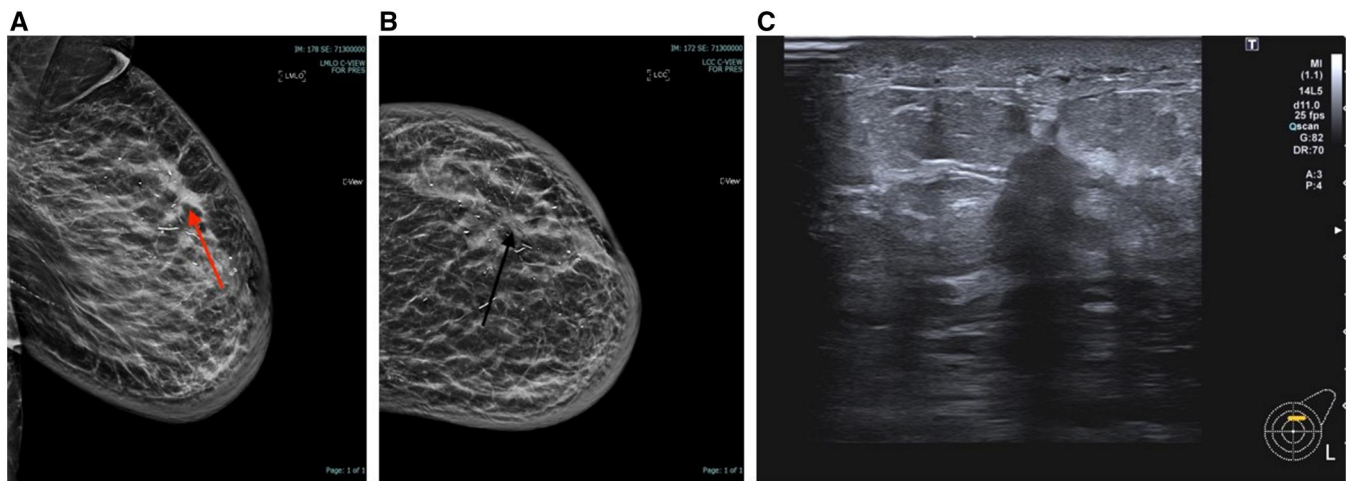 A
IM: 178 SE: 71300000
LMLO C-VIEW
FOR PRES
[LMLO]
C-View
Page: 1 of 1
B
IM: 172 SE: 71300000
LCC C-VIEW
FOR PRES
[LCC]
C-View
Page: 1 of 1
C
T
MI
(1.1)
14L5
d11.0
25 fps
Qscan
G:82
DR:70
A:3
P:4
L